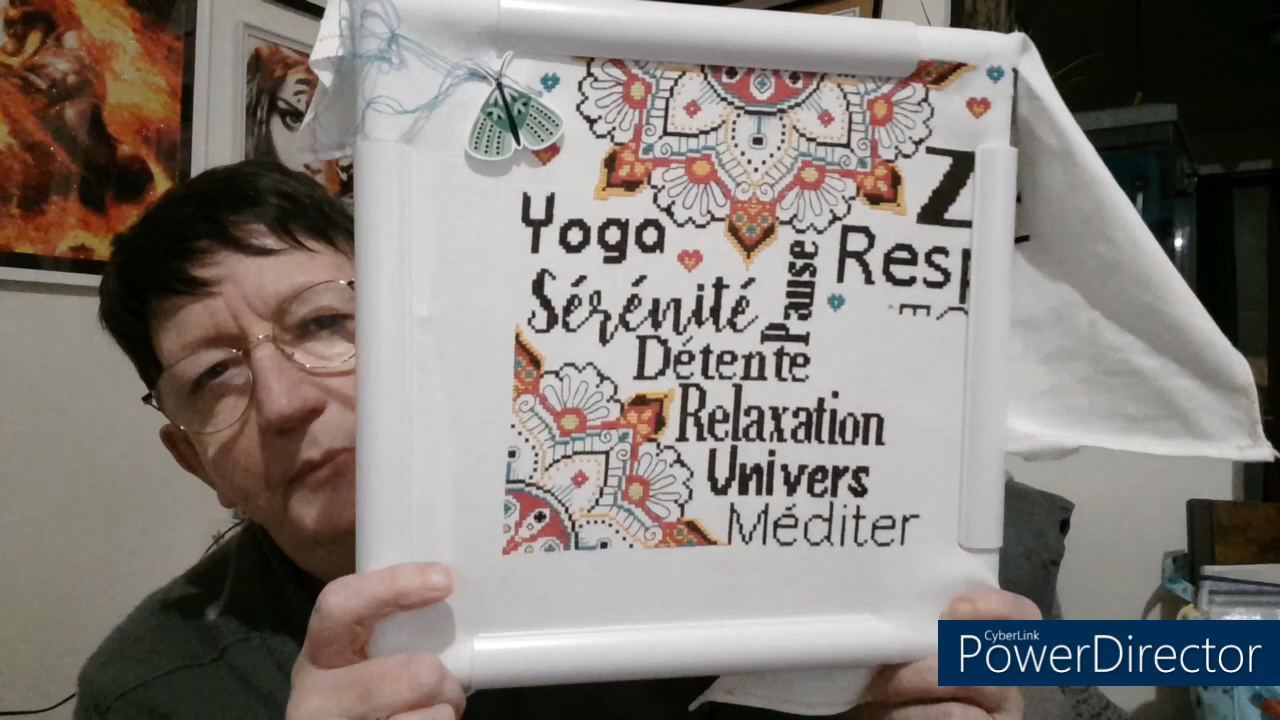 Yoga
Sérénité
Pause
Resp
Détente
Relaxation
Univers
Méditer
CyberLink
PowerDirector